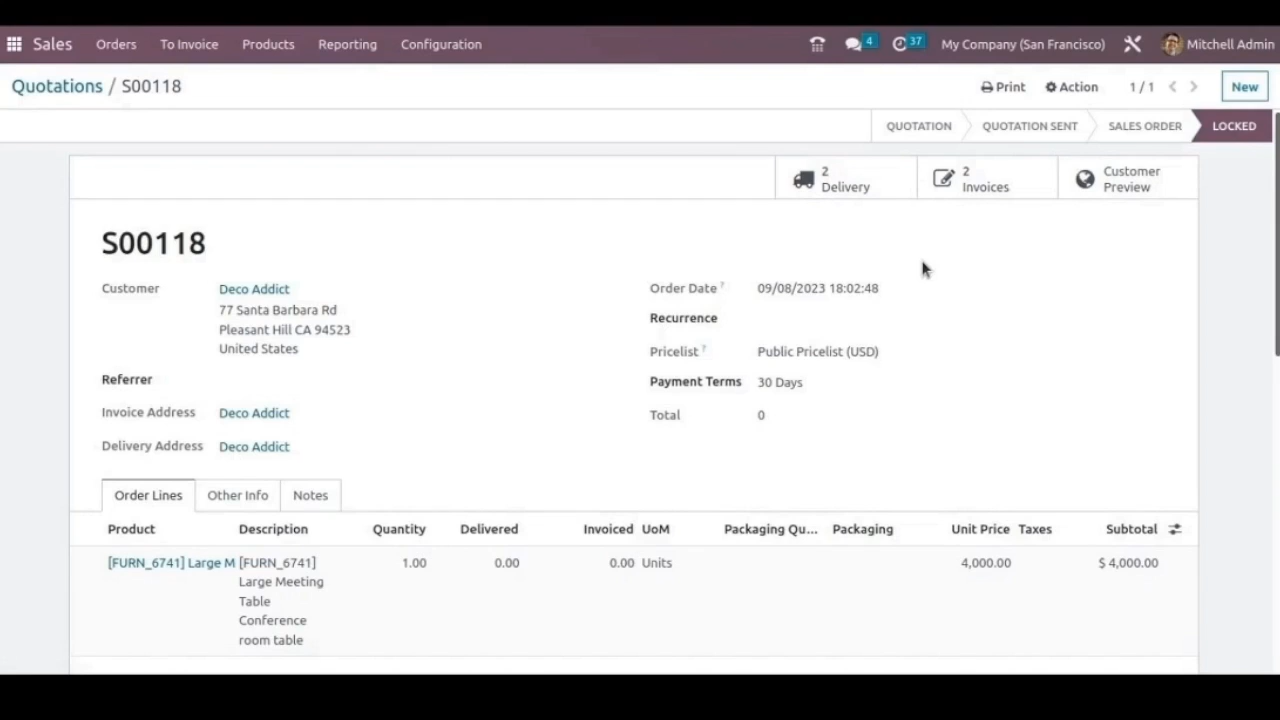 Sales Orders To Invoice Products Reporting Configuration 4 37 My Company (San Francisco) Mitchell Admin
Quotations / S00118 Print Action 1 / 1 New
QUOTATION QUOTATION SENT SALES ORDER LOCKED
2 Delivery
2 Invoices
Customer Preview
S00118
Customer Deco Addict
77 Santa Barbara Rd
Pleasant Hill CA 94523
United States
Referrer
Invoice Address Deco Addict
Delivery Address Deco Addict
Order Date ? 09/08/2023 18:02:48
Recurrence
Pricelist ? Public Pricelist (USD)
Payment Terms 30 Days
Total 0
Order Lines Other Info Notes
Product Description Quantity Delivered Invoiced UoM Packaging Qu... Packaging Unit Price Taxes Subtotal
[FURN_6741] Large M [FURN_6741] 1.00 0.00 0.00 Units 4,000.00 $ 4,000.00
Large Meeting
Table
Conference
room table